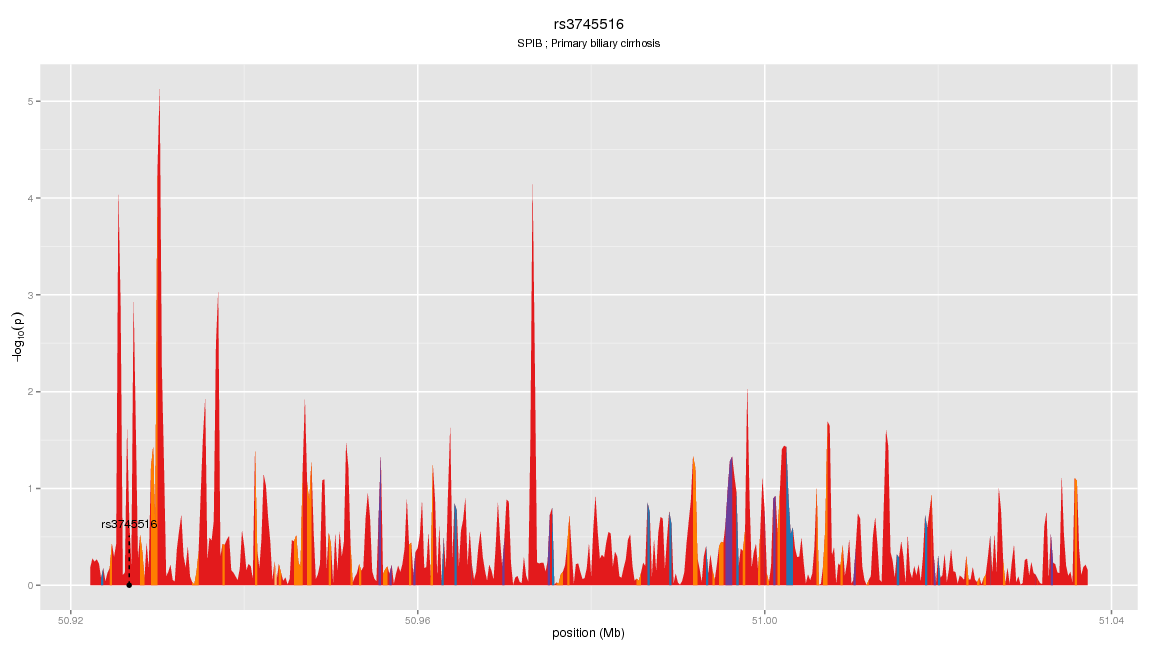 rs3745516
SPIB ; Primary biliary cirrhosis
−log10(p)
5
4
3
2
1
0
rs3745516
50.92
50.96
51.00
51.04
position (Mb)